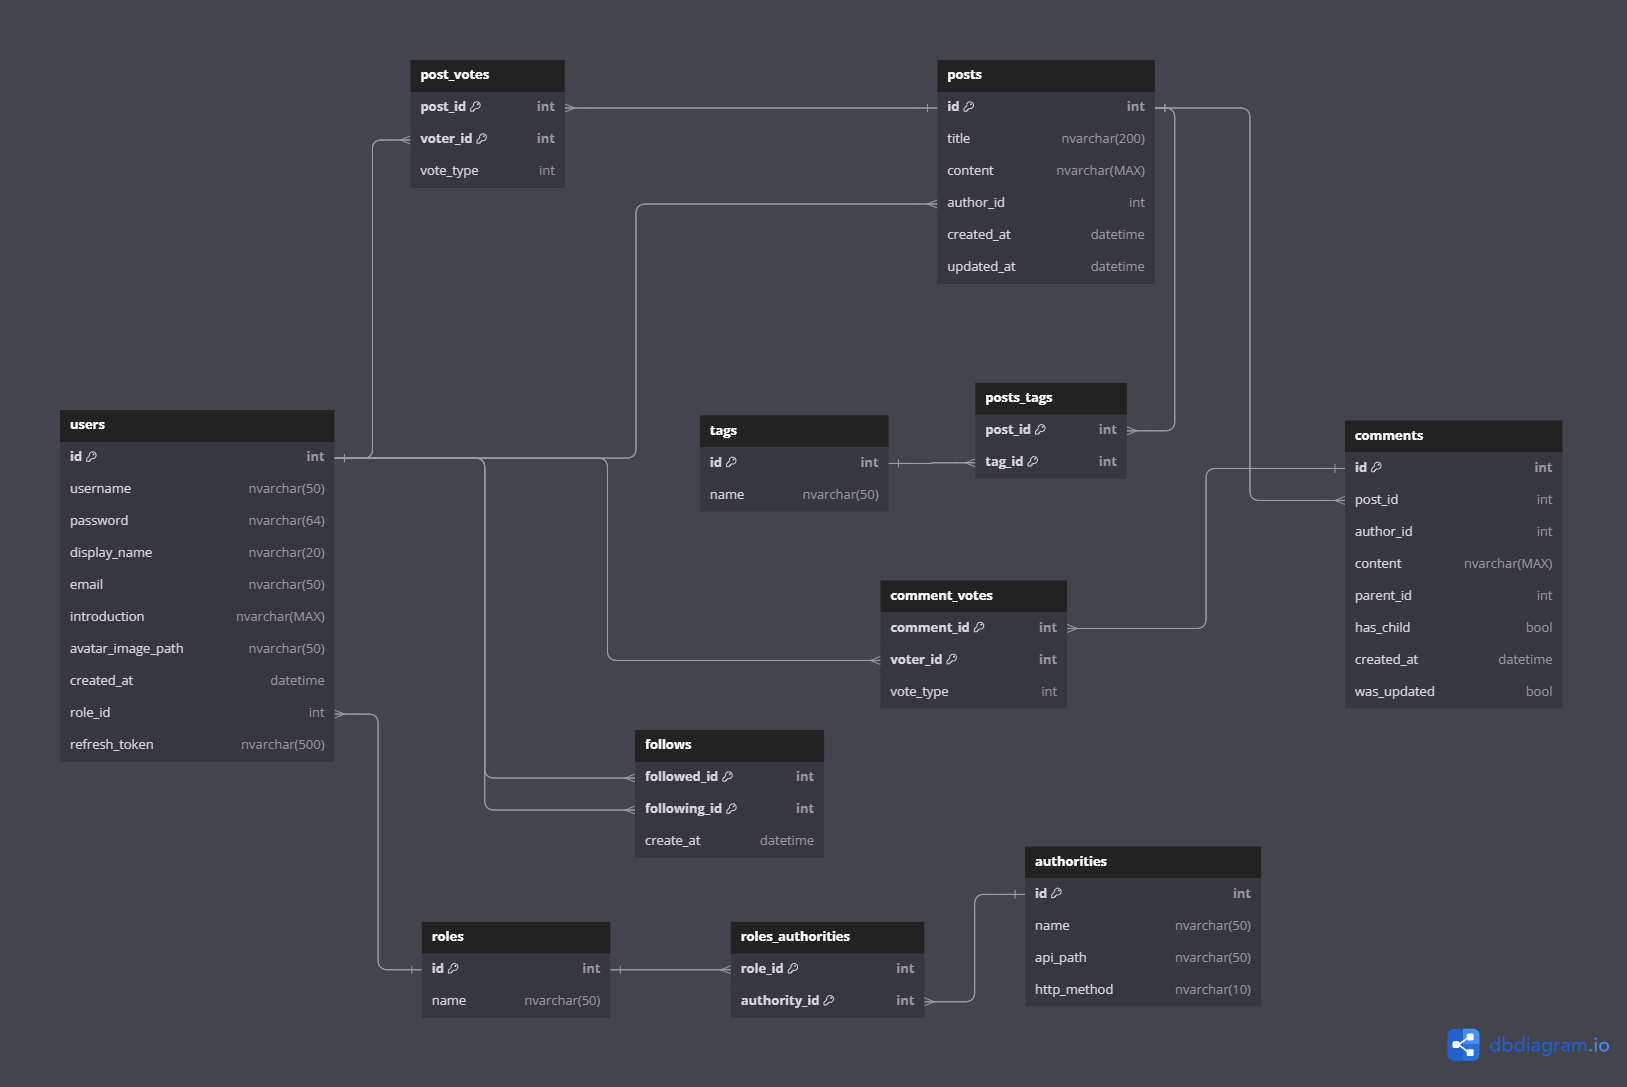 post_votes
post_id int
voter_id int
vote_type int
posts
id int
title nvarchar(200)
content nvarchar(MAX)
author_id int
created_at datetime
updated_at datetime
users
id int
username nvarchar(50)
password nvarchar(64)
display_name nvarchar(20)
email nvarchar(50)
introduction nvarchar(MAX)
avatar_image_path nvarchar(50)
created_at datetime
role_id int
refresh_token nvarchar(500)
tags
id int
name nvarchar(50)
posts_tags
post_id int
tag_id int
comments
id int
post_id int
author_id int
content nvarchar(MAX)
parent_id int
has_child bool
created_at datetime
was_updated bool
comment_votes
comment_id int
voter_id int
vote_type int
follows
followed_id int
following_id int
create_at datetime
authorities
id int
name nvarchar(50)
api_path nvarchar(50)
http_method nvarchar(10)
roles
id int
name nvarchar(50)
roles_authorities
role_id int
authority_id int
dbdiagram.io